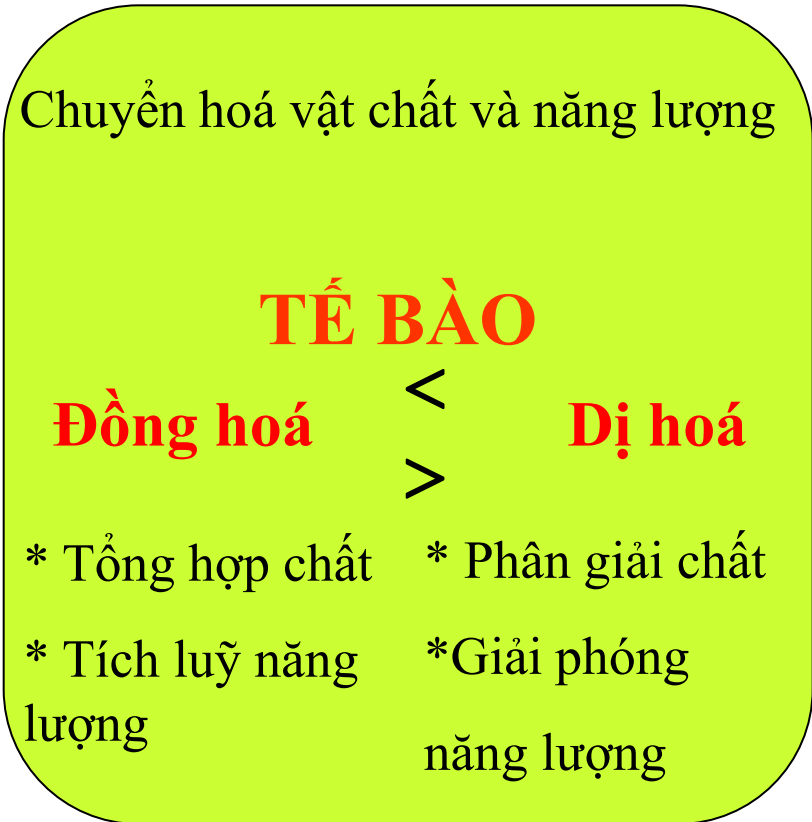 Chuyển hoá vật chất và năng lượng
TẾ BÀO
<
Đồng hoá
Dị hoá
>
* Tổng hợp chất
* Tích luỹ năng
lượng
* Phân giải chất
*Giải phóng
năng lượng